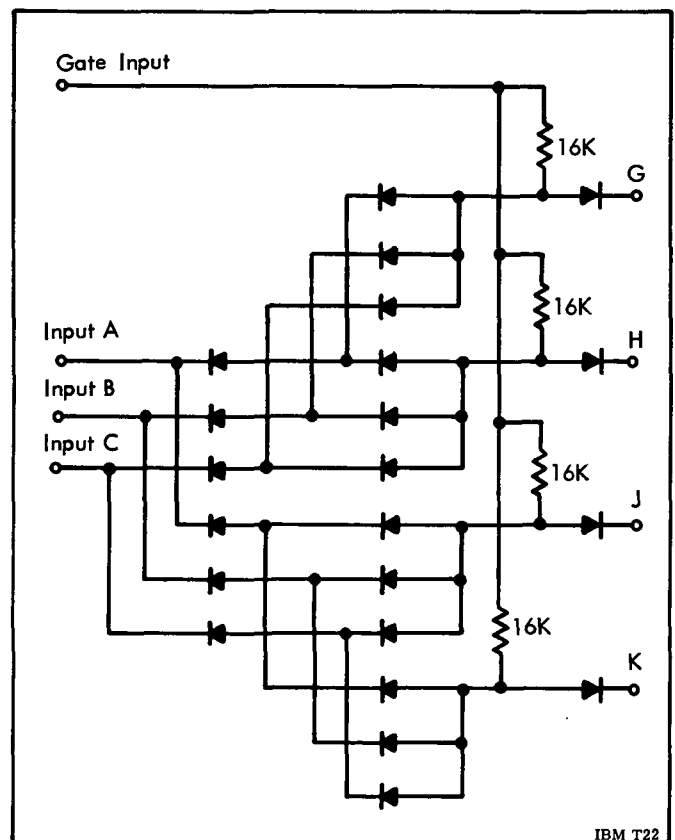 Gate Input
16K
G
16K
H
Input A
Input B
Input C
16K
J
16K
K
IBM T22